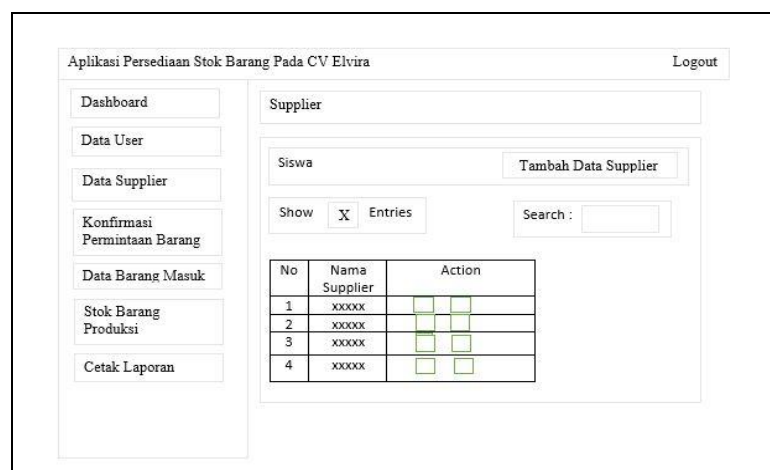 Aplikasi Persediaan Stok Barang Pada CV Elvira
Logout
Dashboard
Data User
Data Supplier
Konfirmasi
Permintaan Barang
Data Barang Masuk
Stok Barang
Produksi
Cetak Laporan
Supplier
Siswa
Tambah Data Supplier
Show X Entries
Search :
No Nama Supplier Action
1 xxxxx
2 xxxxx
3 xxxxx
4 xxxxx